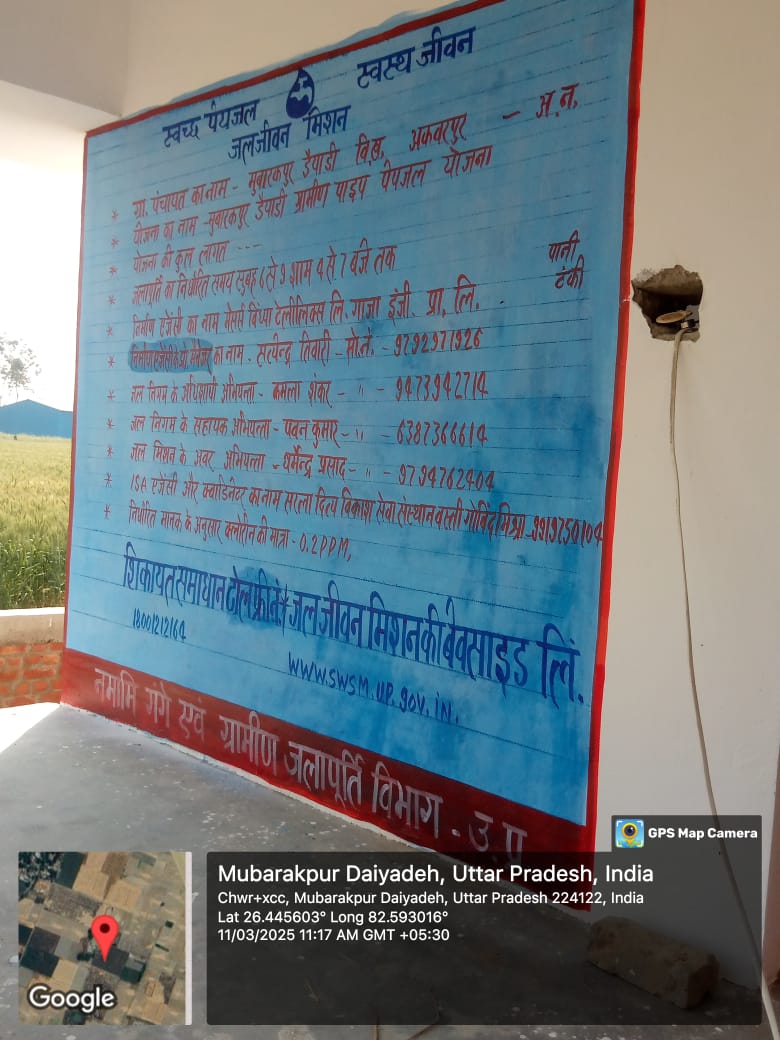 स्वच्छ पेयजल स्वस्थ जीवन
जलजीवन मिशन
* ग्रा. पंचायत का नाम - मुबारकपुर डैयाडी वि.ख. अकबरपुर - अ.न.
* योजना का नाम - मुबारकपुर डैयाडी ग्रामीण पाइप पेयजल योजना
* योजना की कुल लागत ----
* जलापूर्ति का निर्धारित समय सुबह 6 से 9 शाम 4 से 7 बजे तक
पानी
टंकी
* निर्माण एजेंसी का नाम मेसर्स विंध्या टेलीलिंक्स लि. गाजा इंजी. प्रा. लि.
का नाम - सत्येन्द्र तिवारी - मो.नं. - 9792971926
* जल निगम के अधिशाषी अभियन्ता - कमला शंकर - " - 9473942714
* जल निगम के सहायक अभियन्ता - पवन कुमार - " - 6387366614
* जल मिशन के अवर अभियन्ता - धर्मेन्द्र प्रसाद - " - 9794762404
* ISA एजेंसी और क्वाडिनेटर का नाम सरला दित्य विकाश सेवा संस्थान बस्ती गोविंद मिश्रा - 9919750104
* निर्धारित मानक के अनुसार क्लोरीन की मात्रा - 0.2 PPM,
शिकायत समाधान टोल फ्री नं. जल जीवन मिशन की वेवसाइड लिं.
18001212164
www.swsm.up.gov.in.
नमामि गंगे एवं ग्रामीण जलापूर्ति विभाग - उ.प्र
GPS Map Camera
Mubarakpur Daiyadeh, Uttar Pradesh, India
Chwr+xcc, Mubarakpur Daiyadeh, Uttar Pradesh 224122, India
Lat 26.445603° Long 82.593016°
11/03/2025 11:17 AM GMT +05:30
Google